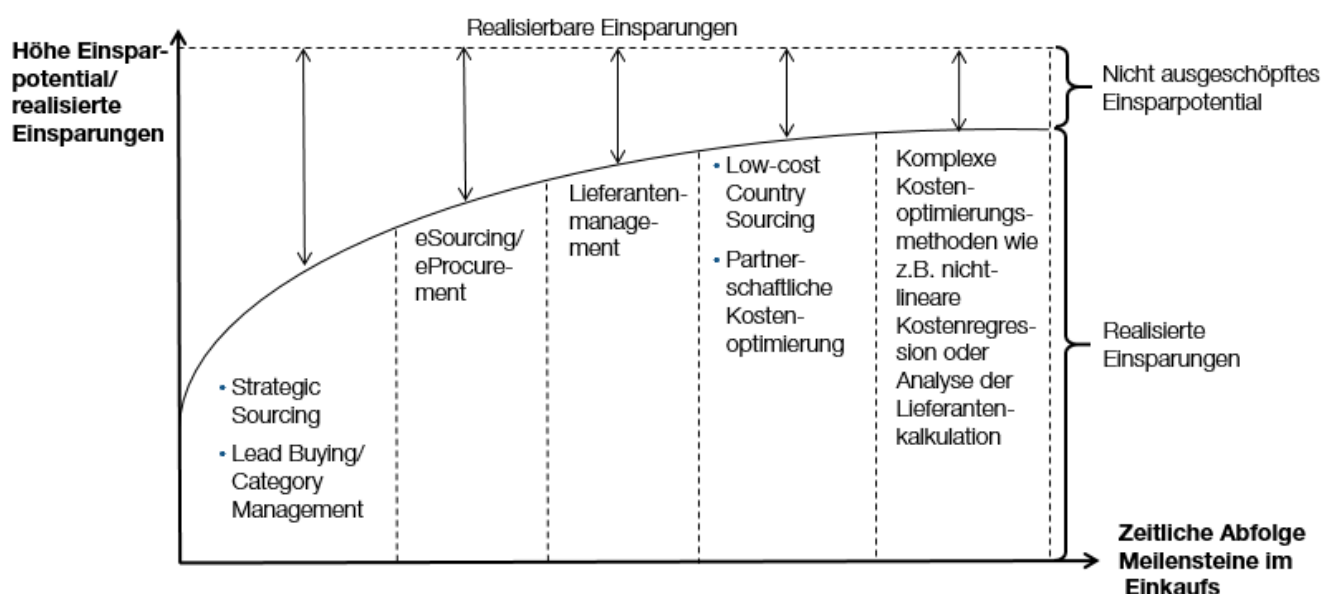 Realisierbare Einsparungen
Höhe Einspar-
potential/
realisierte
Einsparungen
Nicht ausgeschöpftes
Einsparpotential
• Strategic
Sourcing
• Lead Buying/
Category
Management
eSourcing/
eProcure-
ment
Lieferanten-
manage-
ment
• Low-cost
Country
Sourcing
• Partner-
schaftliche
Kosten-
optimierung
Komplexe
Kosten-
optimierungs-
methoden wie
z.B. nicht-
lineare
Kostenregres-
sion oder
Analyse der
Lieferanten-
kalkulation
Realisierte
Einsparungen
Zeitliche Abfolge
Meilensteine im
Einkaufs